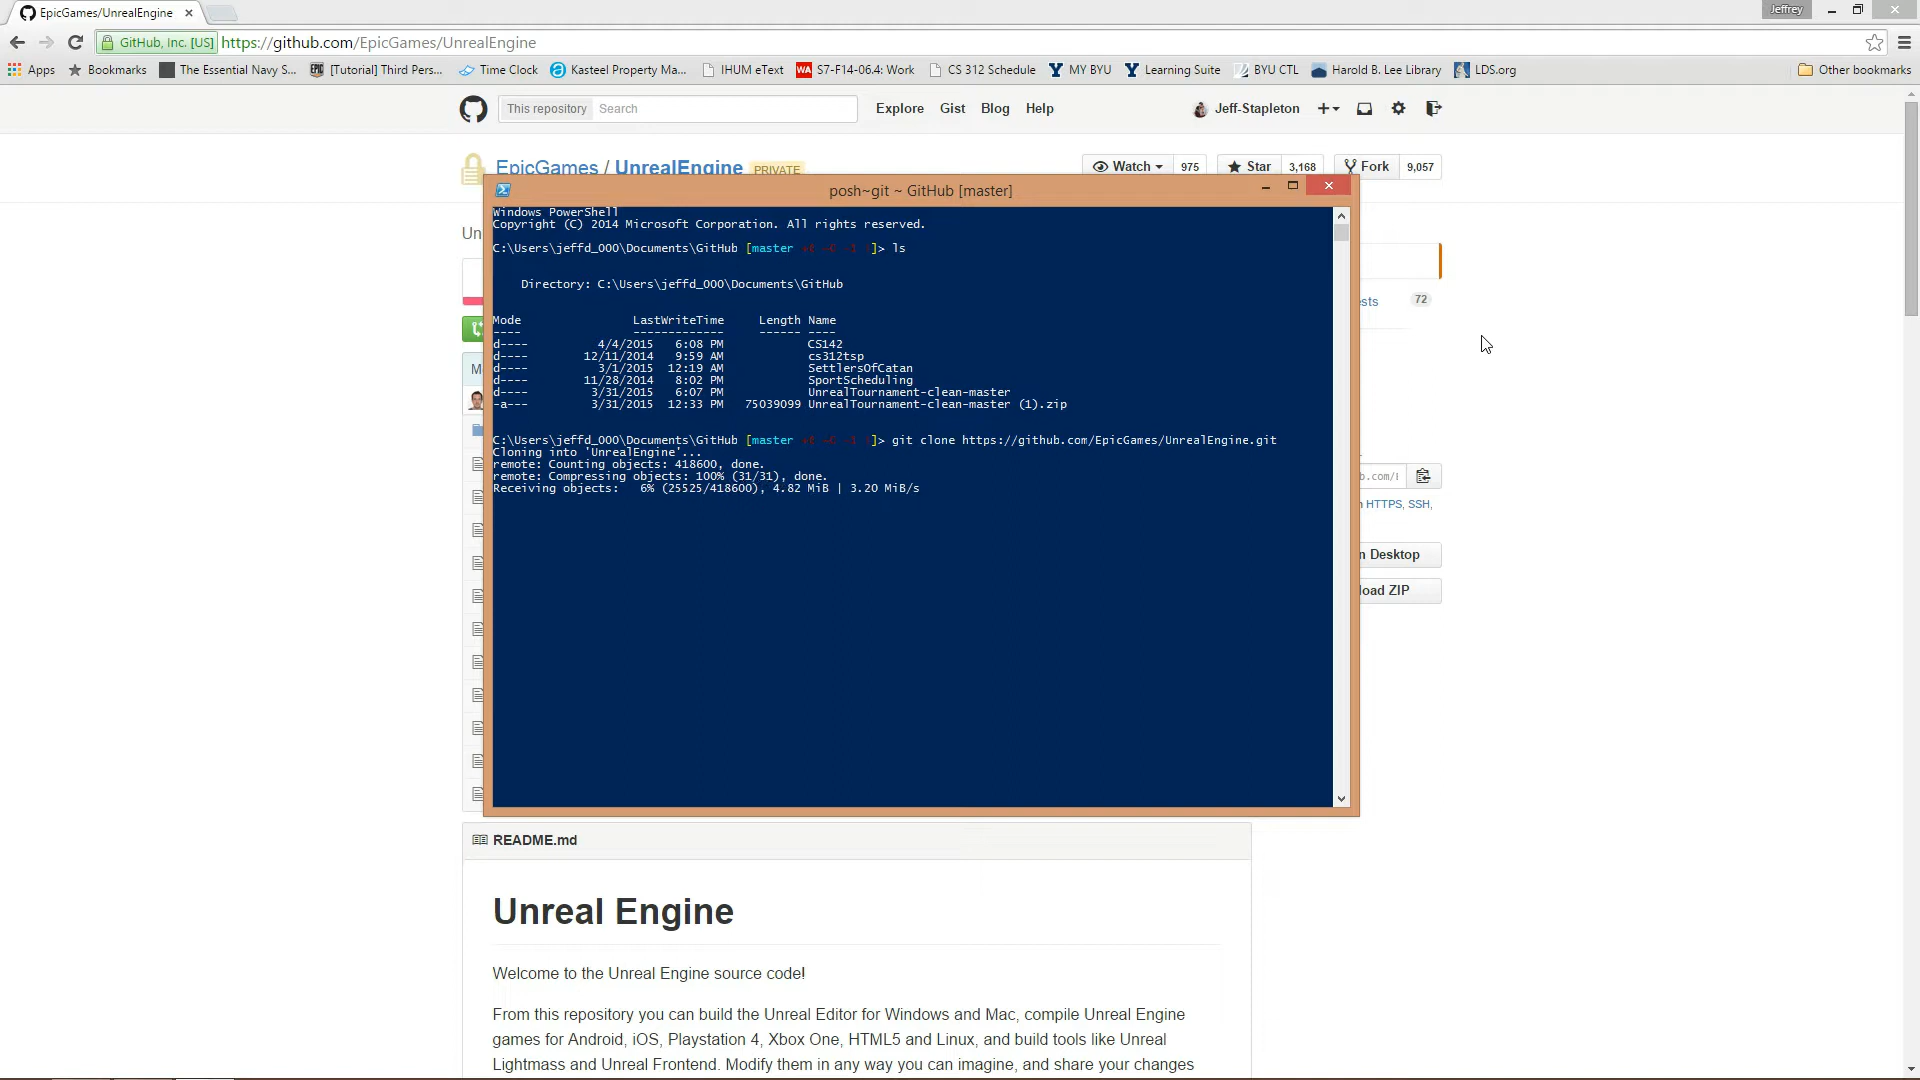 EpicGames/UnrealEngine
Jeffrey
GitHub, Inc. [US] https://github.com/EpicGames/UnrealEngine
Apps Bookmarks The Essential Navy S... [Tutorial] Third Pers... Time Clock Kasteel Property Ma... IHUM eText S7-F14-06.4: Work CS 312 Schedule MY BYU Learning Suite BYU CTL Harold B. Lee Library LDS.org Other bookmarks
This repository Search Explore Gist Blog Help Jeff-Stapleton
EpicGames / UnrealEngine PRIVATE Watch 975 Star 3,168 Fork 9,057
posh~git ~ GitHub [master]
Windows PowerShell
Copyright (C) 2014 Microsoft Corporation. All rights reserved.
C:\Users\jeffd_000\Documents\GitHub [master ]> ls
Directory: C:\Users\jeffd_000\Documents\GitHub
Mode LastWriteTime Length Name
---- ------------- ------ ----
d---- 4/4/2015 6:08 PM CS142
d---- 12/11/2014 9:59 AM cs312tsp
d---- 3/1/2015 12:19 AM SettlersOfCatan
d---- 11/28/2014 8:02 PM SportScheduling
d---- 3/31/2015 6:07 PM UnrealTournament-clean-master
-a--- 3/31/2015 12:33 PM 75039099 UnrealTournament-clean-master (1).zip
C:\Users\jeffd_000\Documents\GitHub [master ]> git clone https://github.com/EpicGames/UnrealEngine.git
Cloning into 'UnrealEngine'...
remote: Counting objects: 418600, done.
remote: Compressing objects: 100% (31/31), done.
Receiving objects: 6% (25525/418600), 4.82 MiB | 3.20 MiB/s
Un
ests 72
b.com/
HTTPS, SSH,
n Desktop
load ZIP
README.md
Unreal Engine
Welcome to the Unreal Engine source code!
From this repository you can build the Unreal Editor for Windows and Mac, compile Unreal Engine
games for Android, iOS, Playstation 4, Xbox One, HTML5 and Linux, and build tools like Unreal
Lightmass and Unreal Frontend. Modify them in any way you can imagine, and share your changes